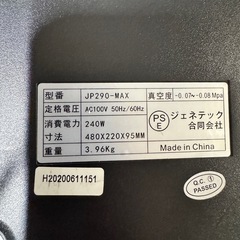 型番 JP290-MAX 真空度 -0.07~-0.08Mpa
定格電圧 AC100V 50Hz/60Hz
消費電力 240W
寸法 480X220X95MM
重量 3.96Kg
PSE
ジェネテック
合同会社
Made in China
H20200611151
Q.C. 1
PASSED